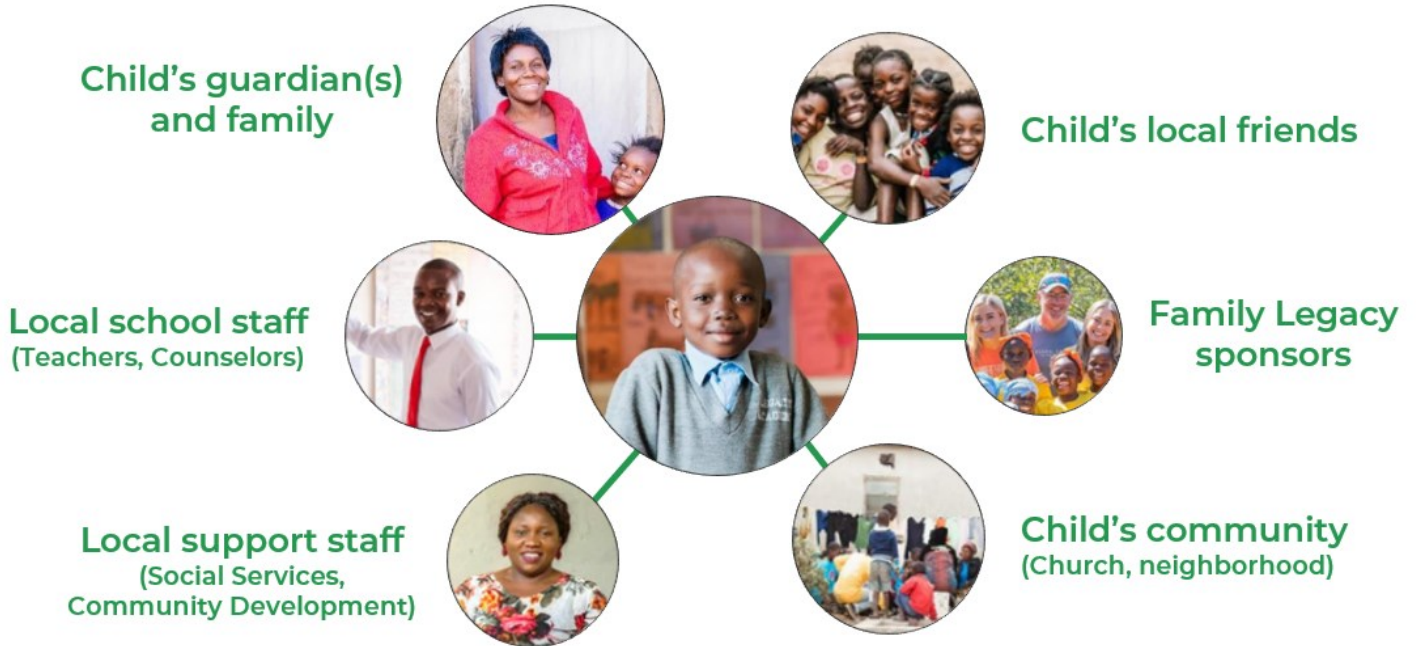 Child’s guardian(s)
and family
Child’s local friends
Local school staff
(Teachers, Counselors)
Family Legacy
sponsors
Local support staff
(Social Services,
Community Development)
Child’s community
(Church, neighborhood)